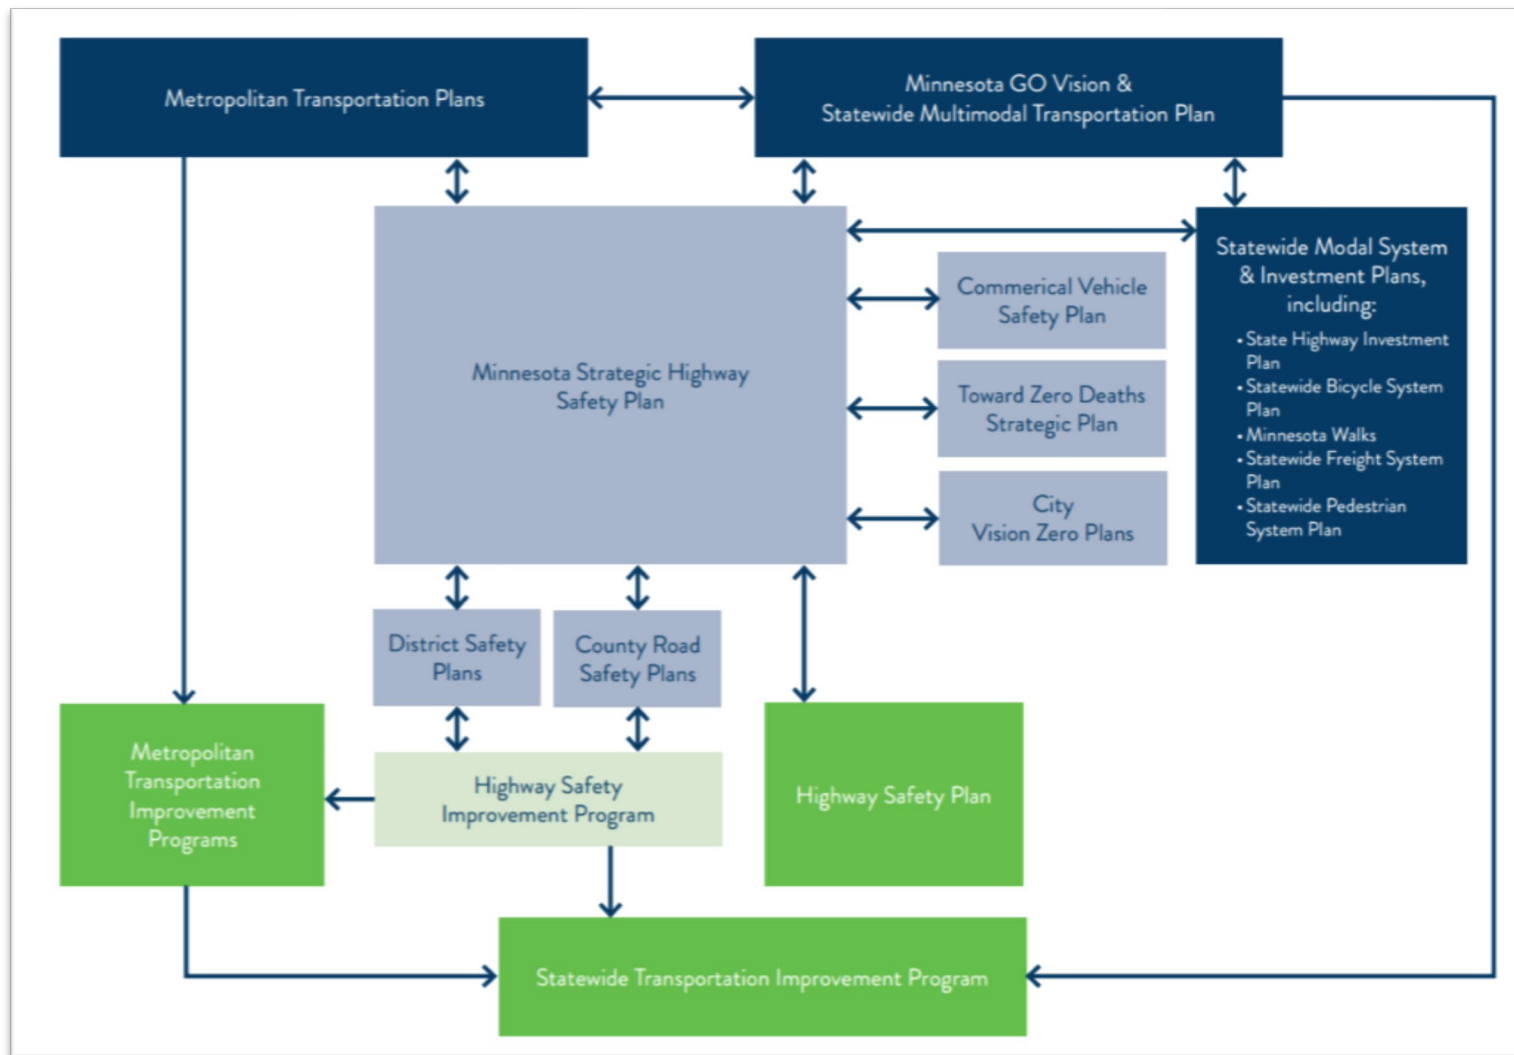 Metropolitan Transportation Plans
Minnesota GO Vision &
Statewide Multimodal Transportation Plan
Minnesota Strategic Highway
Safety Plan
Commerical Vehicle
Safety Plan
Toward Zero Deaths
Strategic Plan
City
Vision Zero Plans
Statewide Modal System
& Investment Plans,
including:
• State Highway Investment
Plan
• Statewide Bicycle System
Plan
• Minnesota Walks
• Statewide Freight System
Plan
• Statewide Pedestrian
System Plan
District Safety
Plans
County Road
Safety Plans
Metropolitan
Transportation
Improvement
Programs
Highway Safety
Improvement Program
Highway Safety Plan
Statewide Transportation Improvement Program